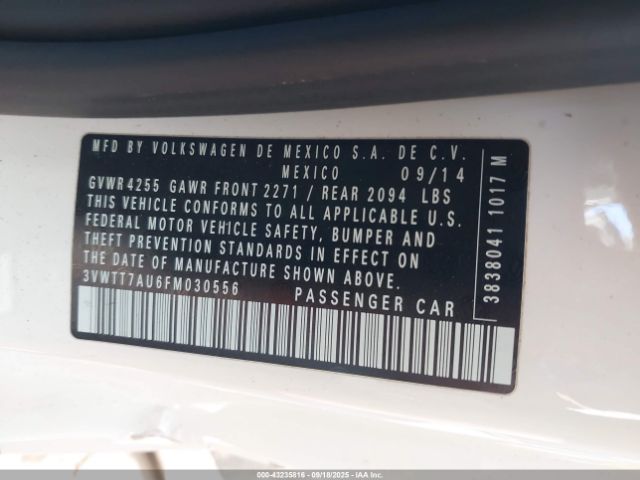 MFD BY VOLKSWAGEN DE MEXICO S.A. DE C.V.
MEXICO 09/14
GVWR 4255 GAWR FRONT 2271 / REAR 2094 LBS
THIS VEHICLE CONFORMS TO ALL APPLICABLE U.S.
FEDERAL MOTOR VEHICLE SAFETY, BUMPER AND
THEFT PREVENTION STANDARDS IN EFFECT ON
THE DATE OF MANUFACTURE SHOWN ABOVE.
3VWTT7AU6FM030556 PASSENGER CAR
3838041 1017 M
000-43235816 - 09/18/2025 - IAAI.com